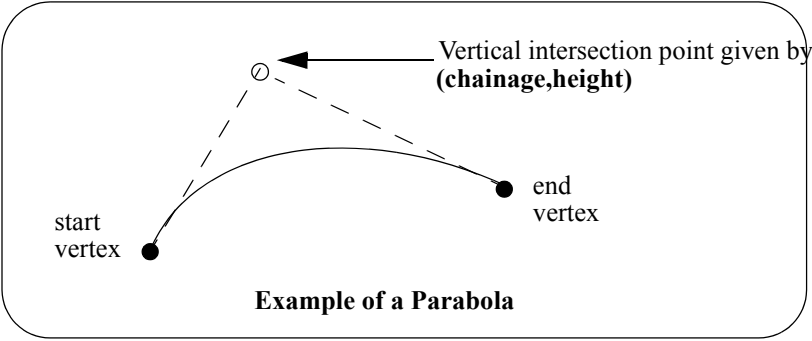 Vertical intersection point given by
(chainage,height)
end
vertex
start
vertex
Example of a Parabola